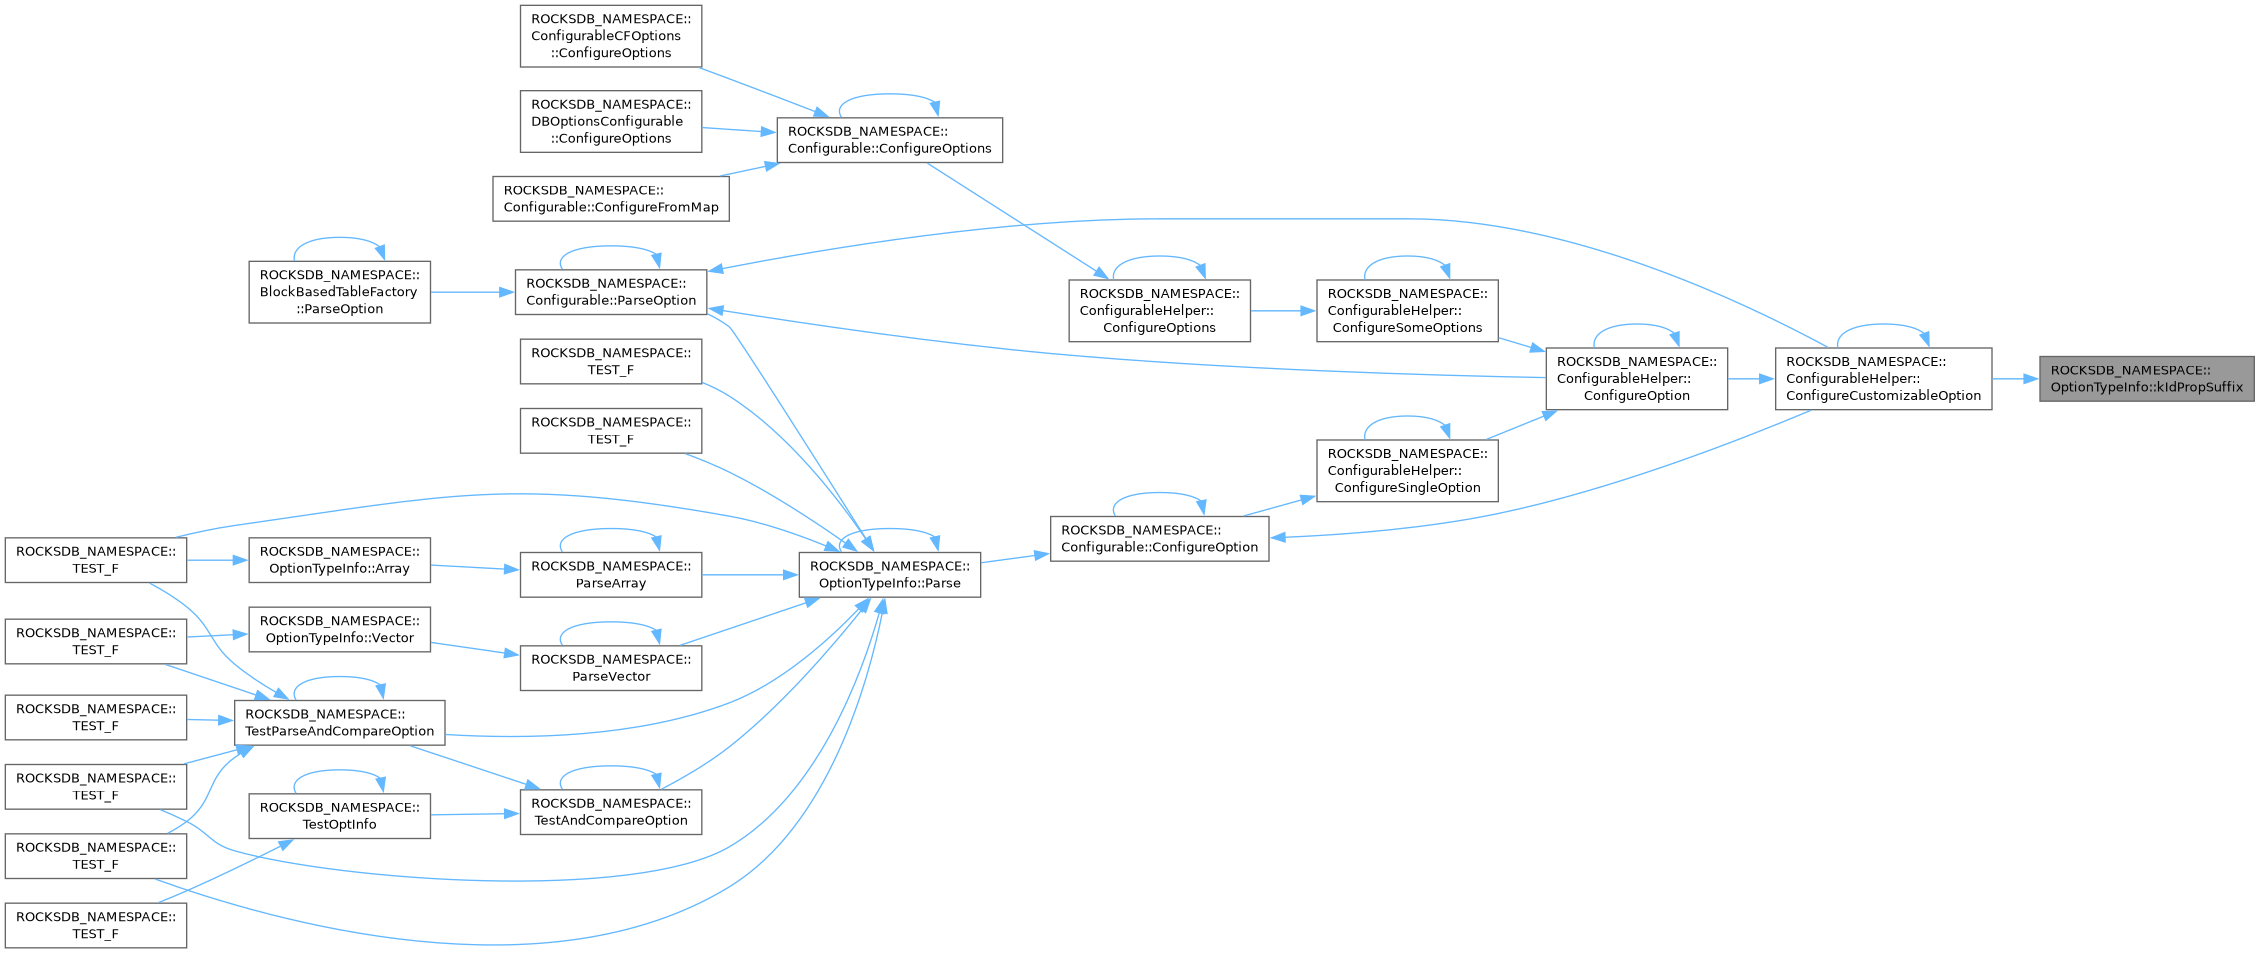 ROCKSDB_NAMESPACE::
ConfigurableCFOptions
::ConfigureOptions
ROCKSDB_NAMESPACE::
DBOptionsConfigurable
::ConfigureOptions
ROCKSDB_NAMESPACE::
Configurable::ConfigureOptions
ROCKSDB_NAMESPACE::
Configurable::ConfigureFromMap
ROCKSDB_NAMESPACE::
BlockBasedTableFactory
::ParseOption
ROCKSDB_NAMESPACE::
Configurable::ParseOption
ROCKSDB_NAMESPACE::
ConfigurableHelper::
ConfigureOptions
ROCKSDB_NAMESPACE::
ConfigurableHelper::
ConfigureSomeOptions
ROCKSDB_NAMESPACE::
TEST_F
ROCKSDB_NAMESPACE::
ConfigurableHelper::
ConfigureOption
ROCKSDB_NAMESPACE::
ConfigurableHelper::
ConfigureCustomizableOption
ROCKSDB_NAMESPACE::
OptionTypeInfo::kIdPropSuffix
ROCKSDB_NAMESPACE::
TEST_F
ROCKSDB_NAMESPACE::
ConfigurableHelper::
ConfigureSingleOption
ROCKSDB_NAMESPACE::
Configurable::ConfigureOption
ROCKSDB_NAMESPACE::
TEST_F
ROCKSDB_NAMESPACE::
OptionTypeInfo::Array
ROCKSDB_NAMESPACE::
ParseArray
ROCKSDB_NAMESPACE::
OptionTypeInfo::Parse
ROCKSDB_NAMESPACE::
TEST_F
ROCKSDB_NAMESPACE::
OptionTypeInfo::Vector
ROCKSDB_NAMESPACE::
ParseVector
ROCKSDB_NAMESPACE::
TEST_F
ROCKSDB_NAMESPACE::
TestParseAndCompareOption
ROCKSDB_NAMESPACE::
TEST_F
ROCKSDB_NAMESPACE::
TestOptInfo
ROCKSDB_NAMESPACE::
TestAndCompareOption
ROCKSDB_NAMESPACE::
TEST_F
ROCKSDB_NAMESPACE::
TEST_F